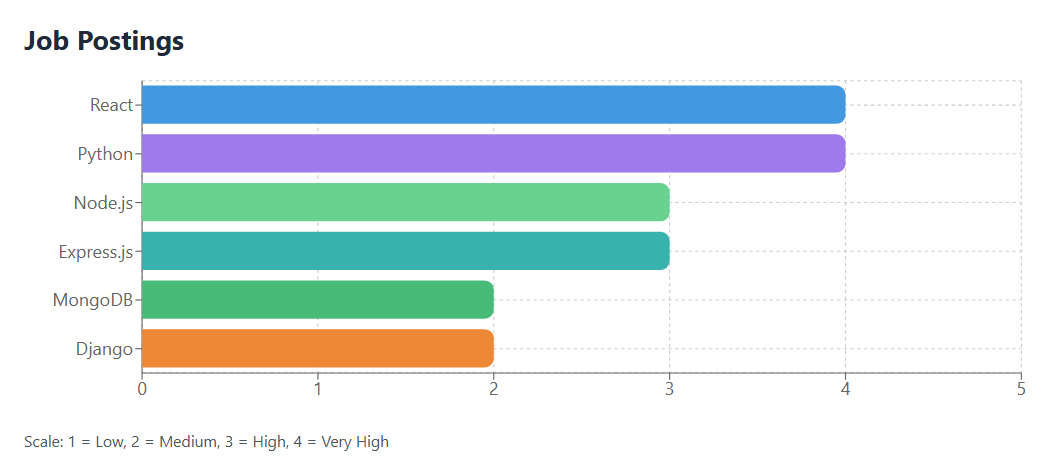 Job Postings
React
Python
Node.js
Express.js
MongoDB
Django
0 1 2 3 4 5
Scale: 1 = Low, 2 = Medium, 3 = High, 4 = Very High